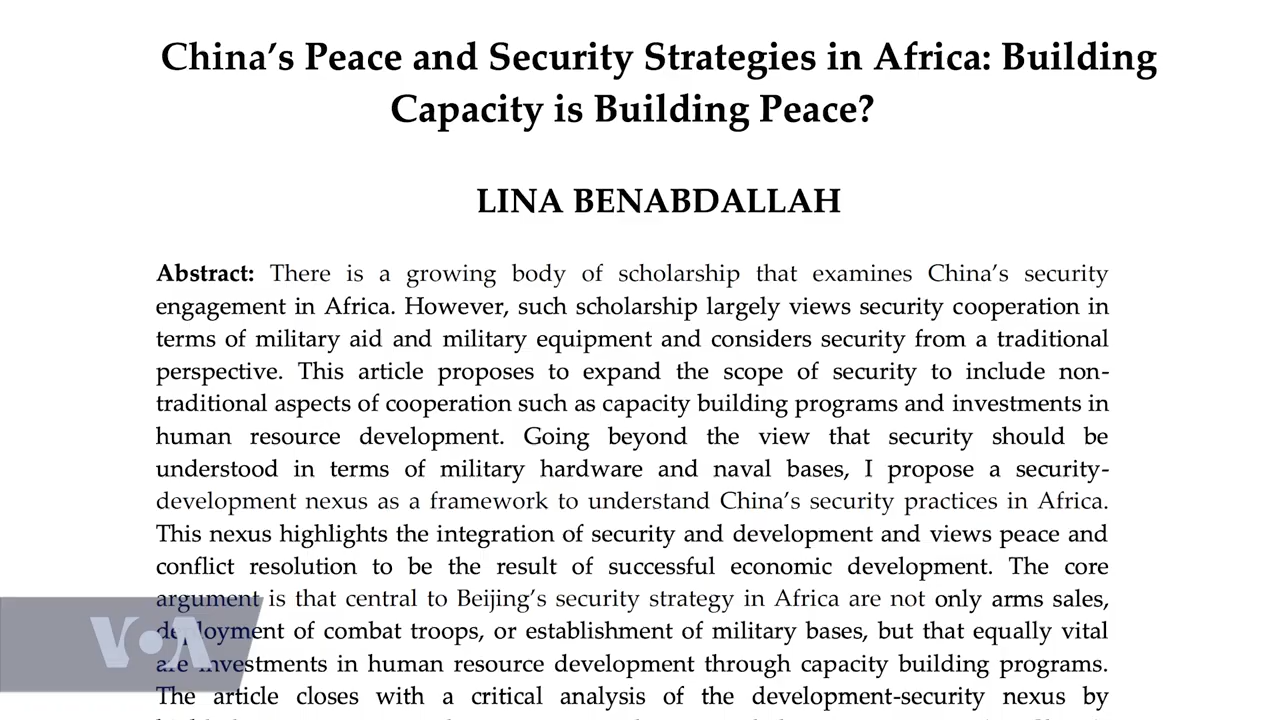 China’s Peace and Security Strategies in Africa: Building
Capacity is Building Peace?
LINA BENABDALLAH
Abstract: There is a growing body of scholarship that examines China’s security
engagement in Africa. However, such scholarship largely views security cooperation in
terms of military aid and military equipment and considers security from a traditional
perspective. This article proposes to expand the scope of security to include non-
traditional aspects of cooperation such as capacity building programs and investments in
human resource development. Going beyond the view that security should be
understood in terms of military hardware and naval bases, I propose a security-
development nexus as a framework to understand China’s security practices in Africa.
This nexus highlights the integration of security and development and views peace and
conflict resolution to be the result of successful economic development. The core
argument is that central to Beijing’s security strategy in Africa are not only arms sales,
deployment of combat troops, or establishment of military bases, but that equally vital
are investments in human resource development through capacity building programs.
The article closes with a critical analysis of the development-security nexus by
VOA